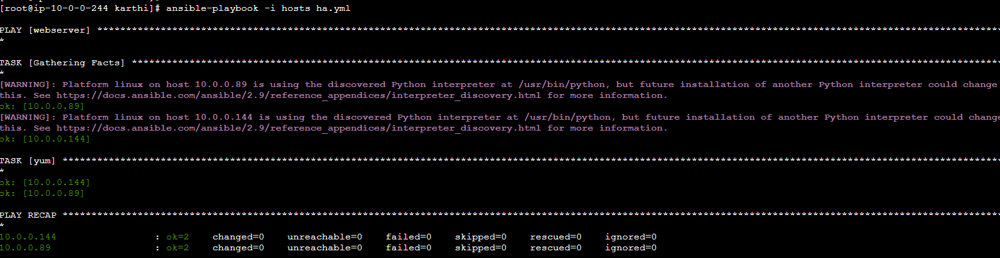 [root@ip-10-0-0-244 karthi]# ansible-playbook -i hosts ha.yml
PLAY [webserver] ************************************************************************************************************************************************************
*
TASK [Gathering Facts] ******************************************************************************************************************************************************
*
[WARNING]: Platform linux on host 10.0.0.89 is using the discovered Python interpreter at /usr/bin/python, but future installation of another Python interpreter could change
this. See https://docs.ansible.com/ansible/2.9/reference_appendices/interpreter_discovery.html for more information.
ok: [10.0.0.89]
[WARNING]: Platform linux on host 10.0.0.144 is using the discovered Python interpreter at /usr/bin/python, but future installation of another Python interpreter could change
this. See https://docs.ansible.com/ansible/2.9/reference_appendices/interpreter_discovery.html for more information.
ok: [10.0.0.144]
TASK [yum] ******************************************************************************************************************************************************************
*
ok: [10.0.0.144]
ok: [10.0.0.89]
PLAY RECAP ******************************************************************************************************************************************************************
*
10.0.0.144                 : ok=2    changed=0    unreachable=0    failed=0    skipped=0    rescued=0    ignored=0
10.0.0.89                  : ok=2    changed=0    unreachable=0    failed=0    skipped=0    rescued=0    ignored=0